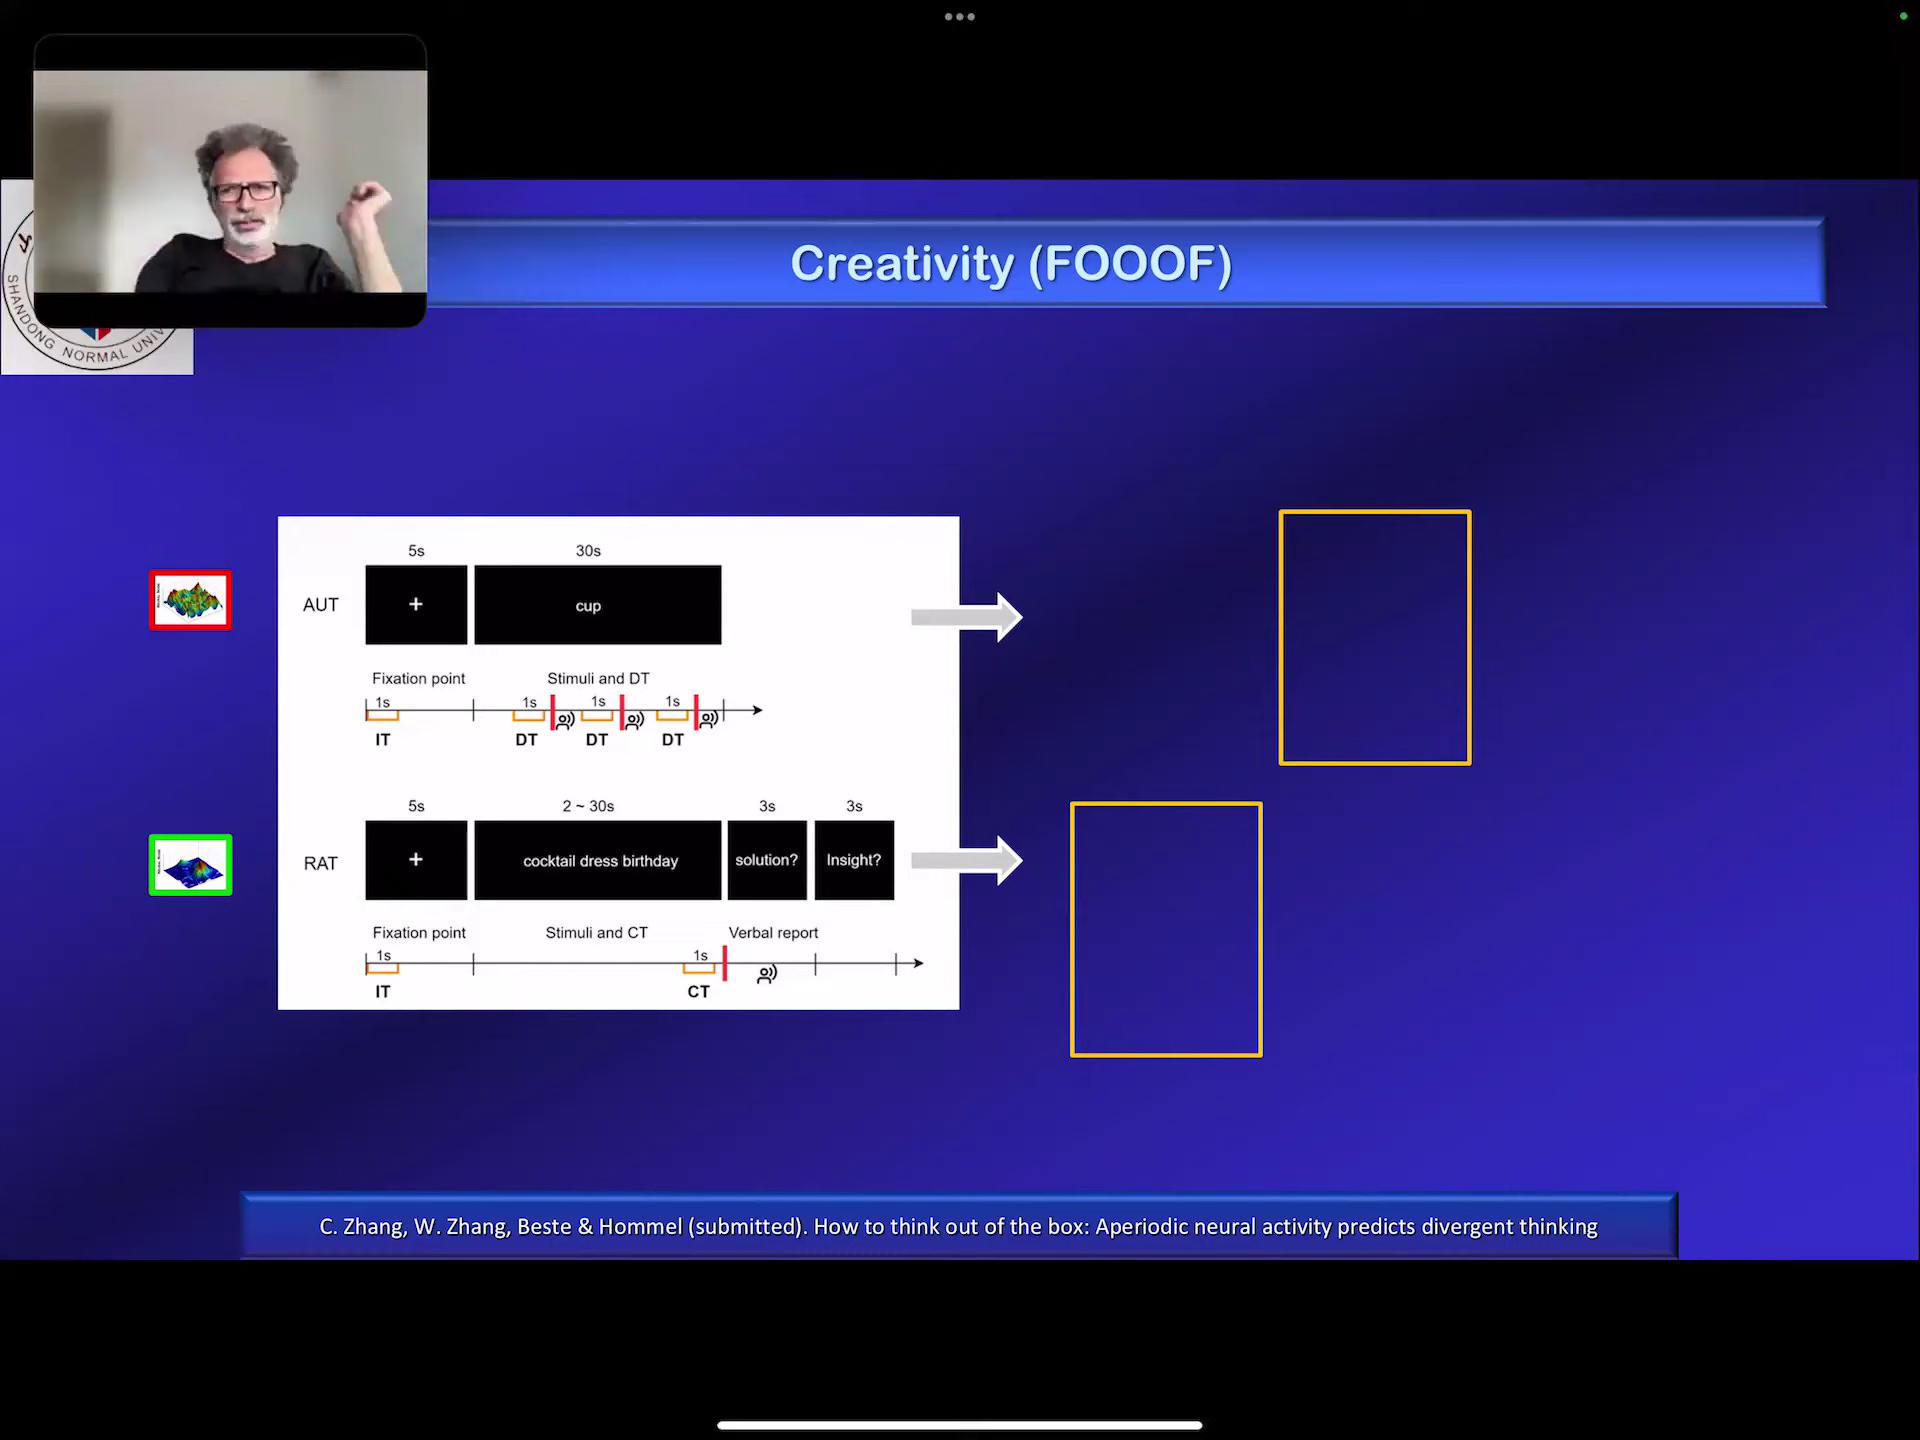 Creativity (FOOOF)
SHANDONG NORMAL UNIV
5s 30s
AUT + cup
Fixation point Stimuli and DT
1s 1s 1s 1s
IT DT DT DT
5s 2 ~ 30s 3s 3s
RAT + cocktail dress birthday solution? Insight?
Fixation point Stimuli and CT Verbal report
1s 1s
IT CT
C. Zhang, W. Zhang, Beste & Hommel (submitted). How to think out of the box: Aperiodic neural activity predicts divergent thinking